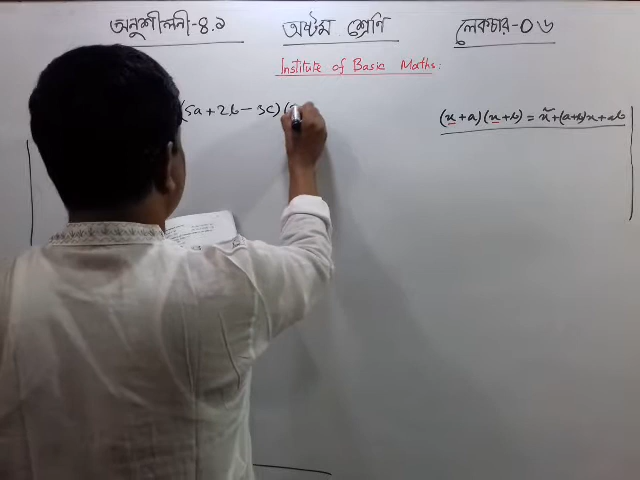 অনুশীলনী-৪.১ অষ্টম শ্রেণি লেকচার-০৬
Institute of Basic Maths:
(5a + 2b - 3c) (
(x + a) (x + b) = x² + (a+b)x + ab